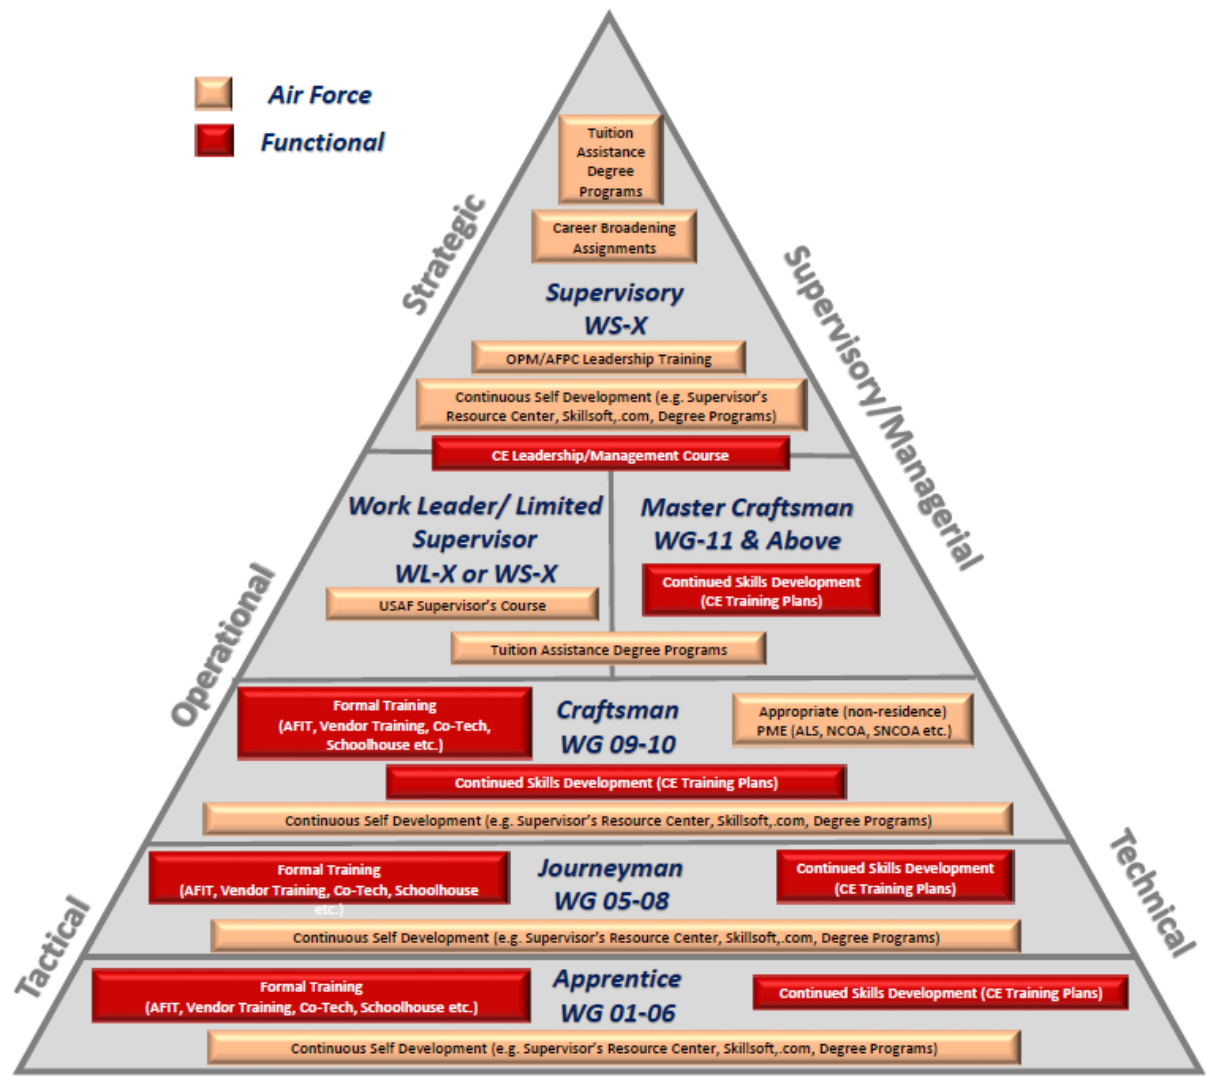 Air Force
Functional
Tuition
Assistance
Degree
Programs
Career Broadening
Assignments
Strategic
Supervisory/Managerial
Supervisory
WS-X
OPM/AFPC Leadership Training
Continuous Self Development (e.g. Supervisor's
Resource Center, Skillsoft,.com, Degree Programs)
CE Leadership/Management Course
Work Leader/ Limited
Supervisor
WL-X or WS-X
USAF Supervisor's Course
Master Craftsman
WG-11 & Above
Continued Skills Development
(CE Training Plans)
Tuition Assistance Degree Programs
Operational
Formal Training
(AFIT, Vendor Training, Co-Tech,
Schoolhouse etc.)
Craftsman
WG 09-10
Appropriate (non-residence)
PME (ALS, NCOA, SNCOA etc.)
Continued Skills Development (CE Training Plans)
Continuous Self Development (e.g. Supervisor's Resource Center, Skillsoft,.com, Degree Programs)
Formal Training
(AFIT, Vendor Training, Co-Tech, Schoolhouse
etc.)
Journeyman
WG 05-08
Continued Skills Development
(CE Training Plans)
Continuous Self Development (e.g. Supervisor's Resource Center, Skillsoft,.com, Degree Programs)
Tactical
Technical
Formal Training
(AFIT, Vendor Training, Co-Tech, Schoolhouse etc.)
Apprentice
WG 01-06
Continued Skills Development (CE Training Plans)
Continuous Self Development (e.g. Supervisor's Resource Center, Skillsoft,.com, Degree Programs)